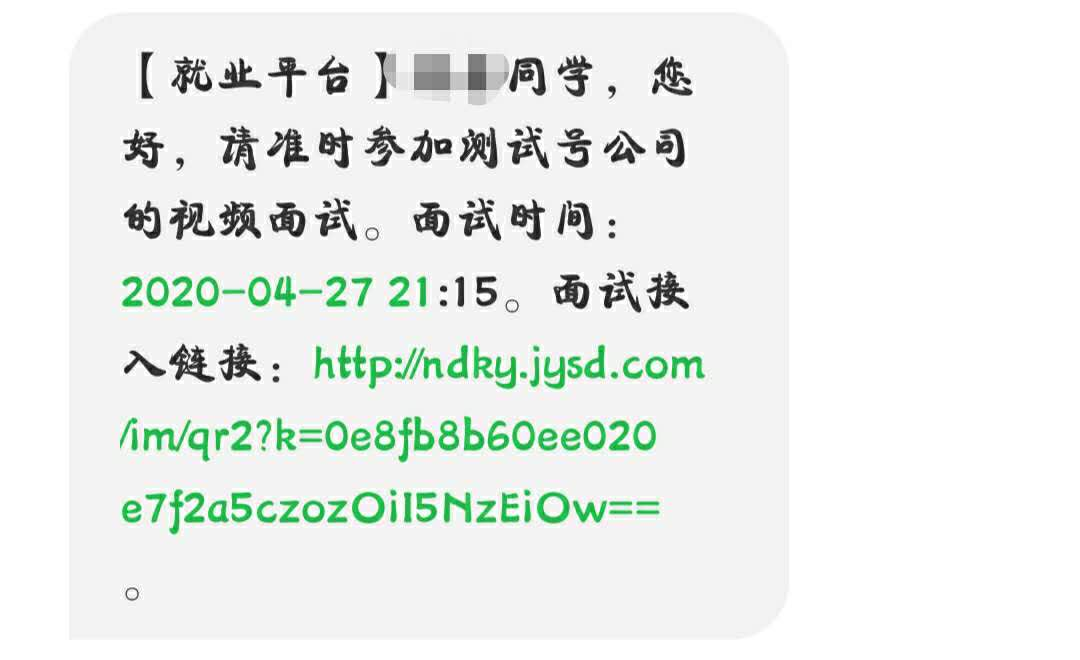 【就业平台】同学，您
好，请准时参加测试号公司
的视频面试。面试时间：
2020-04-27 21:15。面试接
入链接：http://ndky.jysd.com
/im/qr2?k=0e8fb8b60ee020
e7f2a5czozOiI5NzEiOw==
。